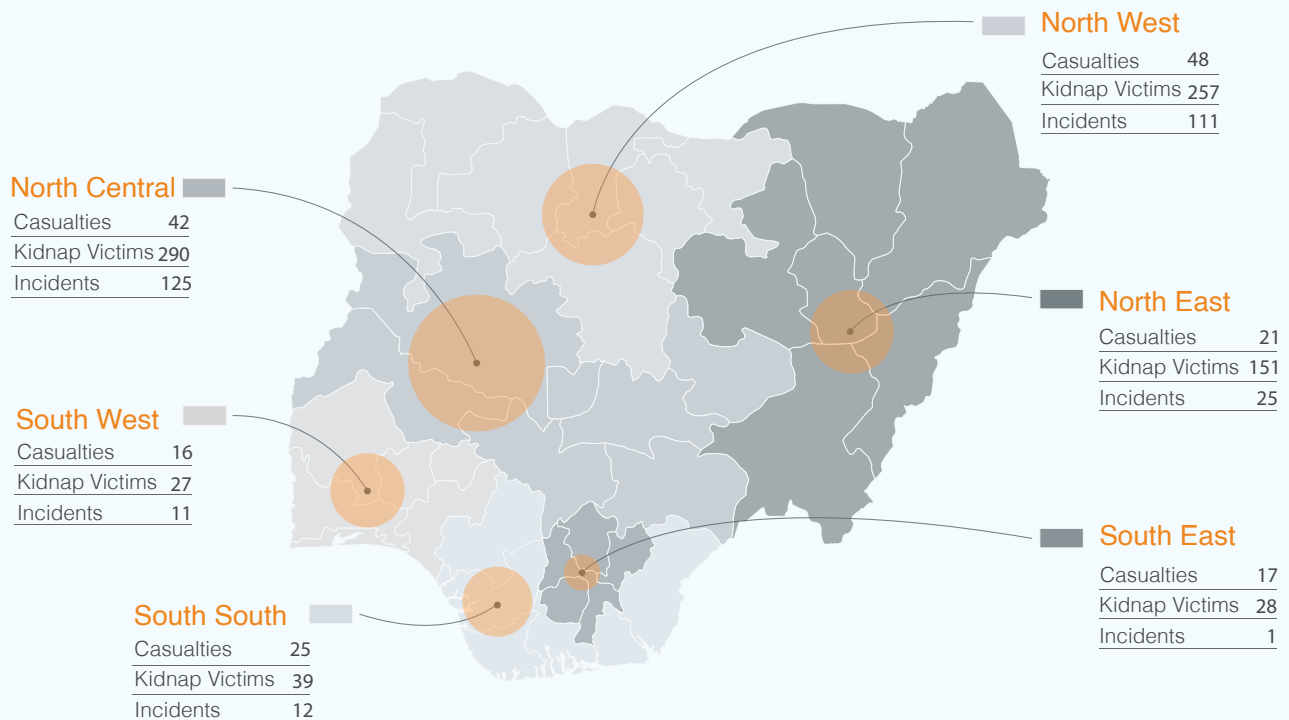 North West
Casualties 48
Kidnap Victims 257
Incidents 111
North Central
Casualties 42
Kidnap Victims 290
Incidents 125
North East
Casualties 21
Kidnap Victims 151
Incidents 25
South West
Casualties 16
Kidnap Victims 27
Incidents 11
South East
Casualties 17
Kidnap Victims 28
Incidents 1
South South
Casualties 25
Kidnap Victims 39
Incidents 12